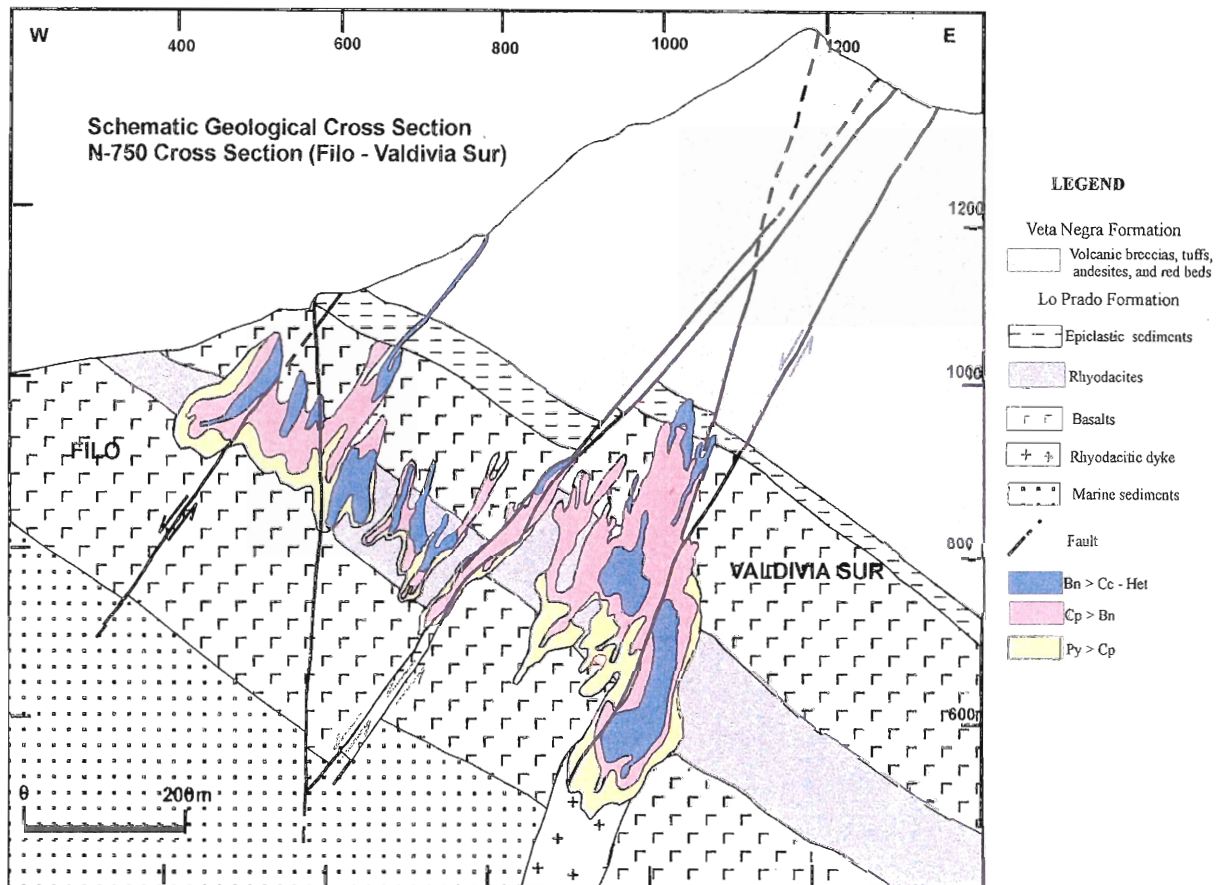 W
400
600
800
1000
1200
E
Schematic Geological Cross Section
N-750 Cross Section (Filo - Valdivia Sur)
1200
1000
800
600
FILO
VALDIVIA SUR
0
200m
LEGEND
Veta Negra Formation
Volcanic breccias, tuffs,
andesites, and red beds
Lo Prado Formation
Epiclastic sediments
Rhyodacites
Basalts
Rhyodacitic dyke
Marine sediments
Fault
Bn > Cc - Het
Cp > Bn
Py > Cp